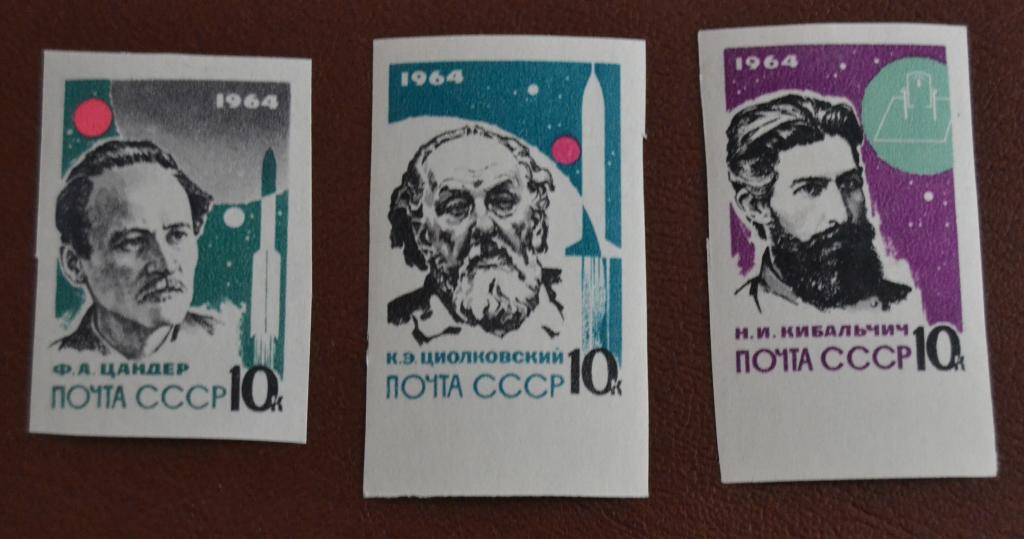 1964
Ф.А. ЦАНДЕР
ПОЧТА СССР 10к
1964
К.Э. ЦИОЛКОВСКИЙ
ПОЧТА СССР 10к
1964
Н.И. КИБАЛЬЧИЧ
ПОЧТА СССР 10к